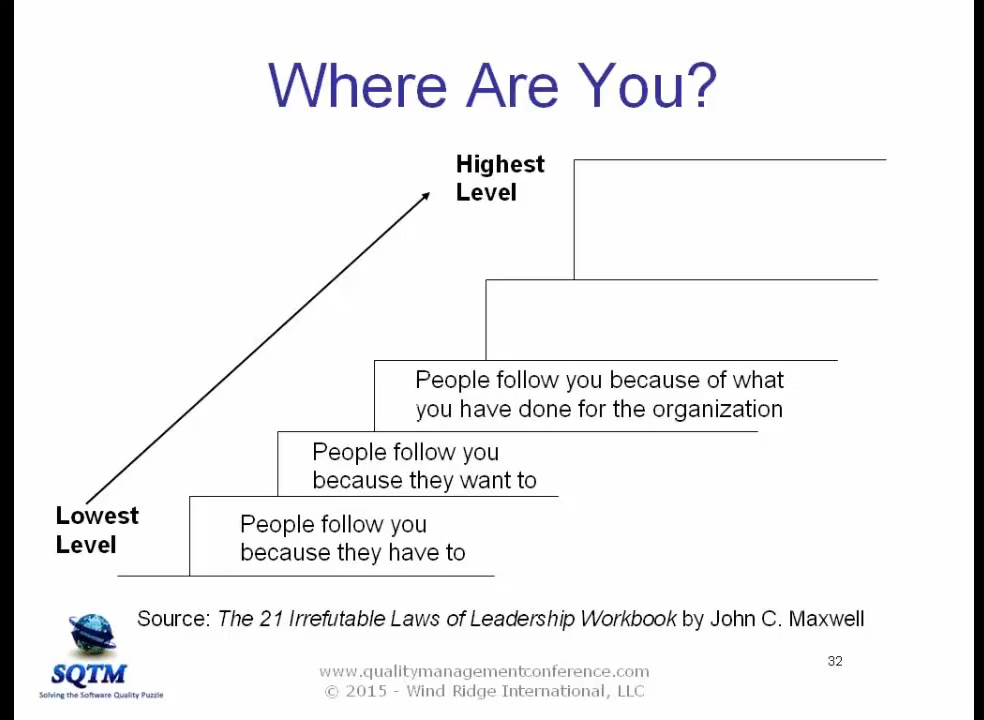 Where Are You?
Highest
Level
People follow you because of what
you have done for the organization
People follow you
because they want to
Lowest
Level
People follow you
because they have to
Source: The 21 Irrefutable Laws of Leadership Workbook by John C. Maxwell
SQTM
Solving the Software Quality Puzzle
www.qualitymanagementconference.com
© 2015 - Wind Ridge International, LLC
32